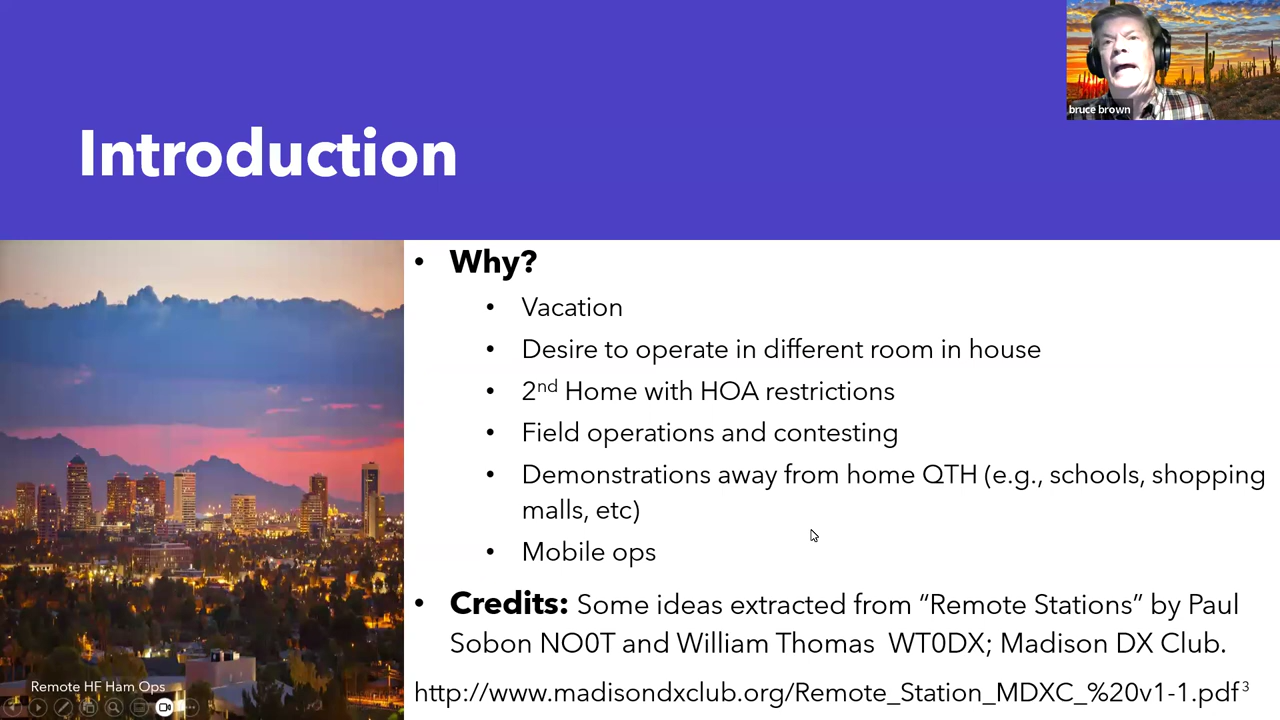 bruce brown
Introduction
• Why?
• Vacation
• Desire to operate in different room in house
• 2nd Home with HOA restrictions
• Field operations and contesting
• Demonstrations away from home QTH (e.g., schools, shopping
malls, etc)
• Mobile ops
• Credits: Some ideas extracted from “Remote Stations” by Paul
Sobon NO0T and William Thomas WT0DX; Madison DX Club.
http://www.madisondxclub.org/Remote_Station_MDXC_%20v1-1.pdf
3
Remote HF Ham Ops